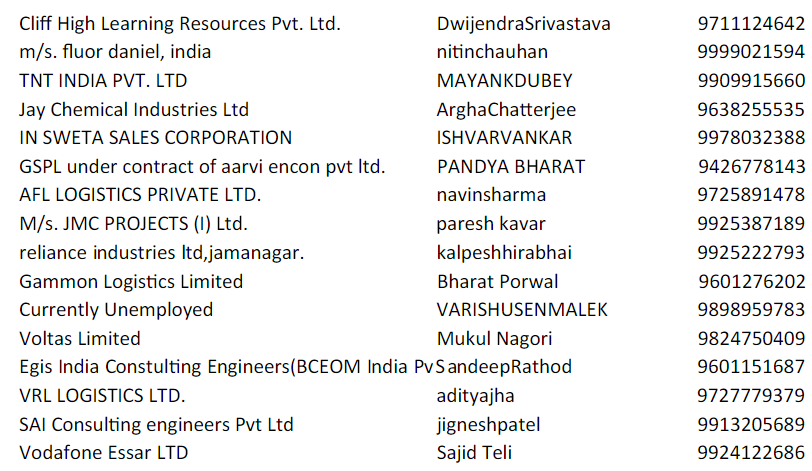 Cliff High Learning Resources Pvt. Ltd. DwijendraSrivastava 9711124642
m/s. fluor daniel, india nitinchauhan 9999021594
TNT INDIA PVT. LTD MAYANKDUBEY 9909915660
Jay Chemical Industries Ltd ArghaChatterjee 9638255535
IN SWETA SALES CORPORATION ISHVARVANKAR 9978032388
GSPL under contract of aarvi encon pvt ltd. PANDYA BHARAT 9426778143
AFL LOGISTICS PRIVATE LTD. navinsharma 9725891478
M/s. JMC PROJECTS (I) Ltd. paresh kavar 9925387189
reliance industries ltd,jamanagar. kalpeshhirabhai 9925222793
Gammon Logistics Limited Bharat Porwal 9601276202
Currently Unemployed VARISHUSENMALEK 9898959783
Voltas Limited Mukul Nagori 9824750409
Egis India Constulting Engineers(BCEOM India Pv SandeepRathod 9601151687
VRL LOGISTICS LTD. adityajha 9727779379
SAI Consulting engineers Pvt Ltd jigneshpatel 9913205689
Vodafone Essar LTD Sajid Teli 9924122686